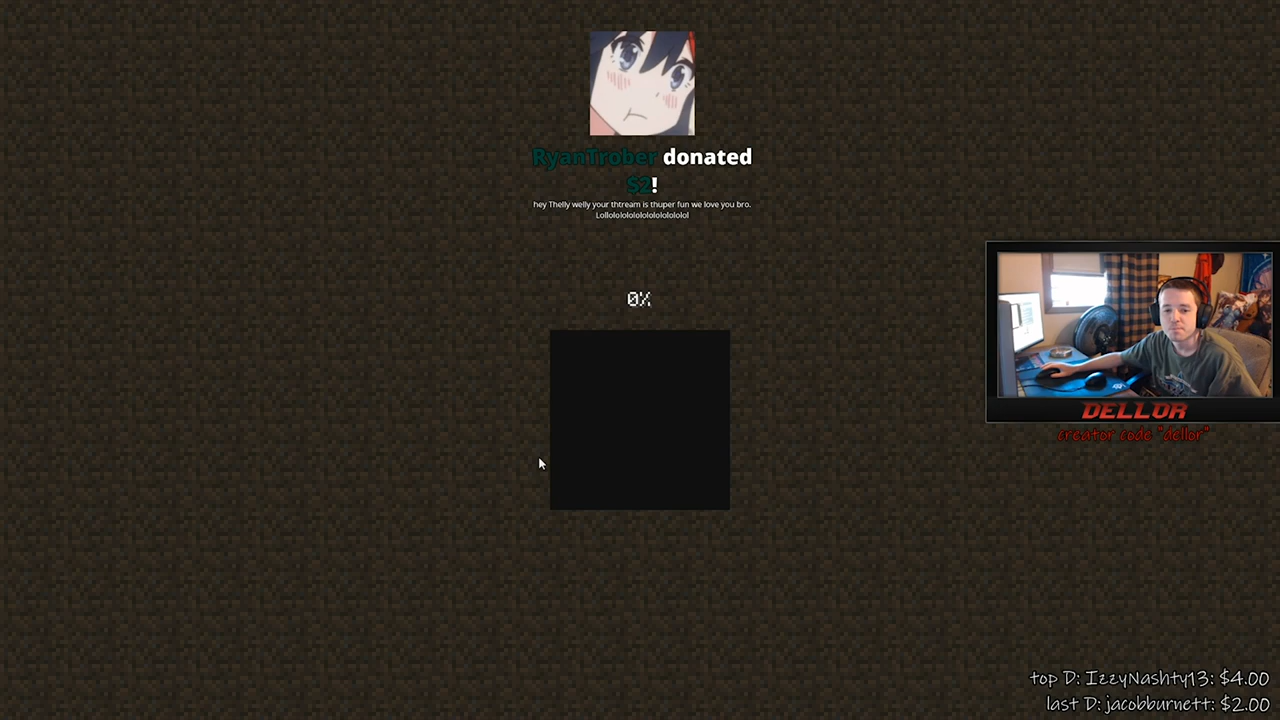 RyanTrober donated
$2!
hey Thelly welly your thtream is thuper fun we love you bro.
Lollolololololololololololol
0%
DELLOR
creator code "dellor"
top D: IzzyNashty13: $4.00
last D: jacobburnett: $2.00